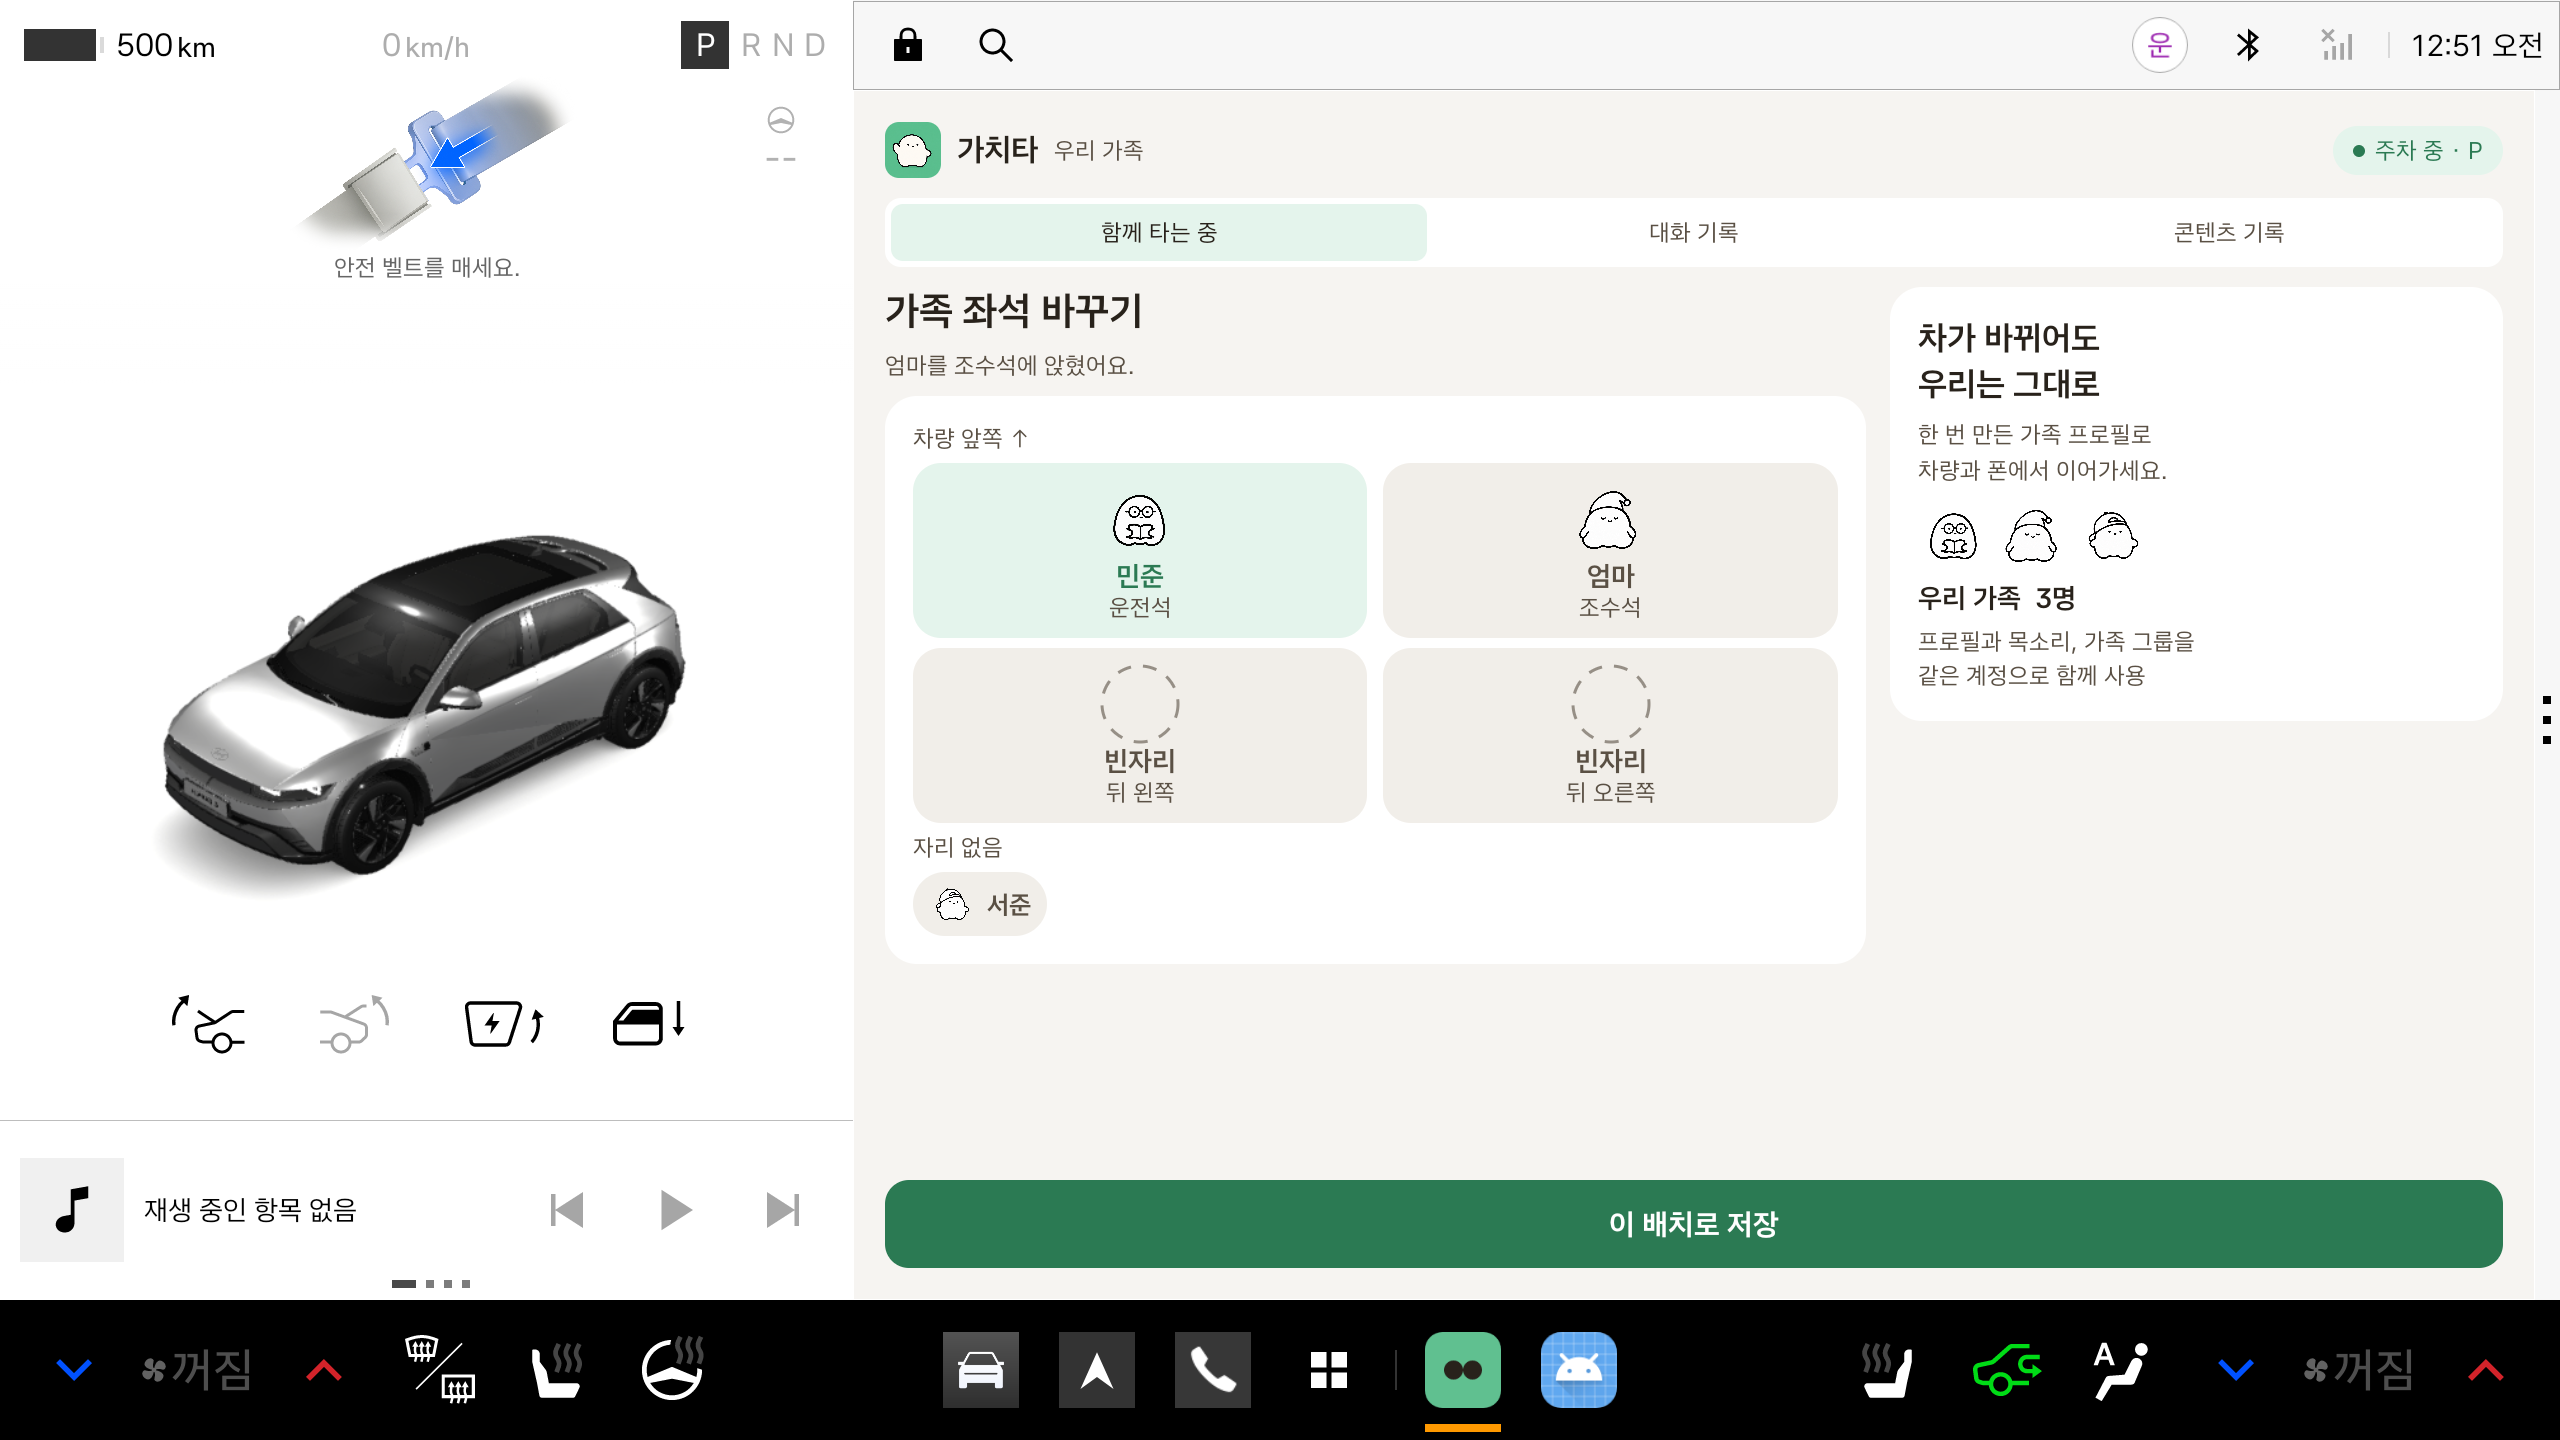 500 km
0 km/h
P R N D
안전 벨트를 매세요.
재생 중인 항목 없음
운
12:51 오전
가치타 우리 가족
주차 중 · P
함께 타는 중
대화 기록
콘텐츠 기록
가족 좌석 바꾸기
엄마를 조수석에 앉혔어요.
차량 앞쪽 ↑
민준
운전석
엄마
조수석
빈자리
뒤 왼쪽
빈자리
뒤 오른쪽
자리 없음
서준
차가 바뀌어도
우리는 그대로
한 번 만든 가족 프로필로
차량과 폰에서 이어가세요.
우리 가족 3명
프로필과 목소리, 가족 그룹을
같은 계정으로 함께 사용
이 배치로 저장
꺼짐
A
꺼짐